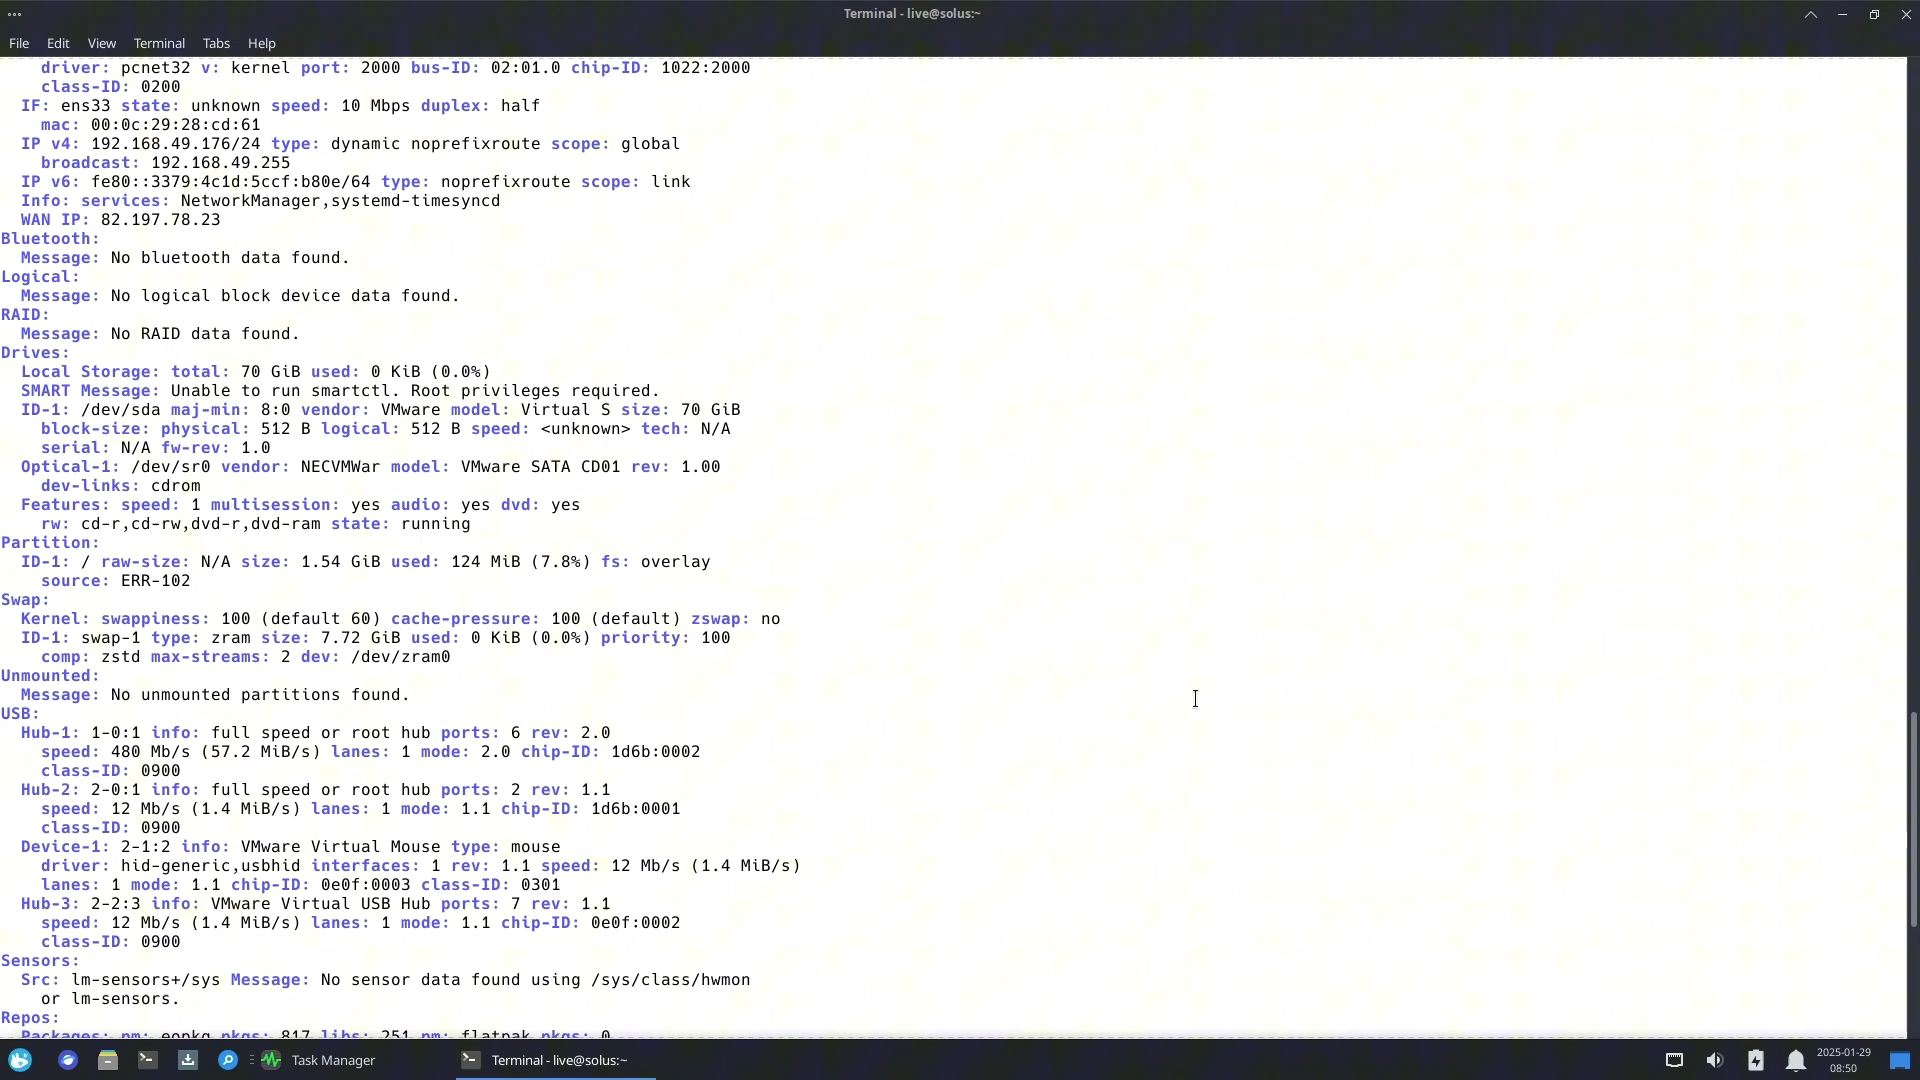 Terminal - live@solus:~
File Edit View Terminal Tabs Help
driver: pcnet32 v: kernel port: 2000 bus-ID: 02:01.0 chip-ID: 1022:2000
class-ID: 0200
IF: ens33 state: unknown speed: 10 Mbps duplex: half
mac: 00:0c:29:28:cd:61
IP v4: 192.168.49.176/24 type: dynamic noprefixroute scope: global
broadcast: 192.168.49.255
IP v6: fe80::3379:4c1d:5ccf:b80e/64 type: noprefixroute scope: link
Info: services: NetworkManager,systemd-timesyncd
WAN IP: 82.197.78.23
Bluetooth:
Message: No bluetooth data found.
Logical:
Message: No logical block device data found.
RAID:
Message: No RAID data found.
Drives:
Local Storage: total: 70 GiB used: 0 KiB (0.0%)
SMART Message: Unable to run smartctl. Root privileges required.
ID-1: /dev/sda maj-min: 8:0 vendor: VMware model: Virtual S size: 70 GiB
block-size: physical: 512 B logical: 512 B speed: <unknown> tech: N/A
serial: N/A fw-rev: 1.0
Optical-1: /dev/sr0 vendor: NECVMWar model: VMware SATA CD01 rev: 1.00
dev-links: cdrom
Features: speed: 1 multisession: yes audio: yes dvd: yes
rw: cd-r,cd-rw,dvd-r,dvd-ram state: running
Partition:
ID-1: / raw-size: N/A size: 1.54 GiB used: 124 MiB (7.8%) fs: overlay
source: ERR-102
Swap:
Kernel: swappiness: 100 (default 60) cache-pressure: 100 (default) zswap: no
ID-1: swap-1 type: zram size: 7.72 GiB used: 0 KiB (0.0%) priority: 100
comp: zstd max-streams: 2 dev: /dev/zram0
Unmounted:
Message: No unmounted partitions found.
USB:
Hub-1: 1-0:1 info: full speed or root hub ports: 6 rev: 2.0
speed: 480 Mb/s (57.2 MiB/s) lanes: 1 mode: 2.0 chip-ID: 1d6b:0002
class-ID: 0900
Hub-2: 2-0:1 info: full speed or root hub ports: 2 rev: 1.1
speed: 12 Mb/s (1.4 MiB/s) lanes: 1 mode: 1.1 chip-ID: 1d6b:0001
class-ID: 0900
Device-1: 2-1:2 info: VMware Virtual Mouse type: mouse
driver: hid-generic,usbhid interfaces: 1 rev: 1.1 speed: 12 Mb/s (1.4 MiB/s)
lanes: 1 mode: 1.1 chip-ID: 0e0f:0003 class-ID: 0301
Hub-3: 2-2:3 info: VMware Virtual USB Hub ports: 7 rev: 1.1
speed: 12 Mb/s (1.4 MiB/s) lanes: 1 mode: 1.1 chip-ID: 0e0f:0002
class-ID: 0900
Sensors:
Src: lm-sensors+/sys Message: No sensor data found using /sys/class/hwmon
or lm-sensors.
Repos:
Packages: pm: eopkg pkgs: 817 libs: 251 pm: flatpak pkgs: 0
Task Manager
Terminal - live@solus:~
2025-01-29
08:50